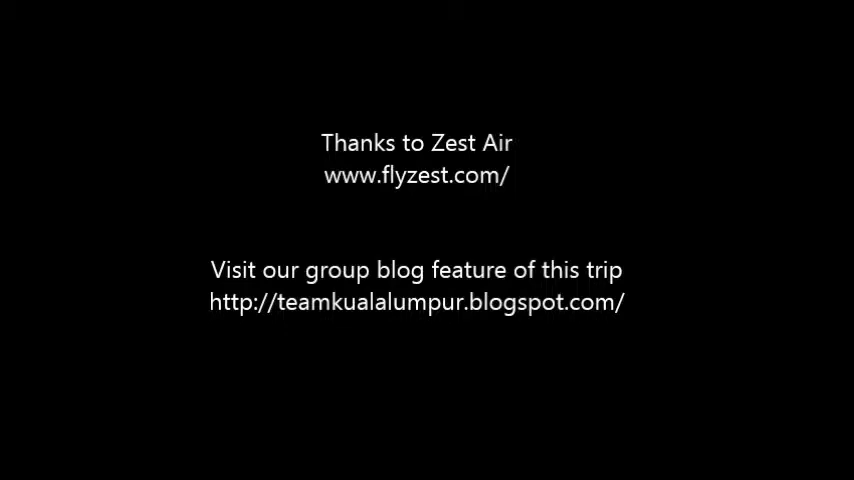 Thanks to Zest Air
www.flyzest.com/
Visit our group blog feature of this trip
http://teamkualalumpur.blogspot.com/